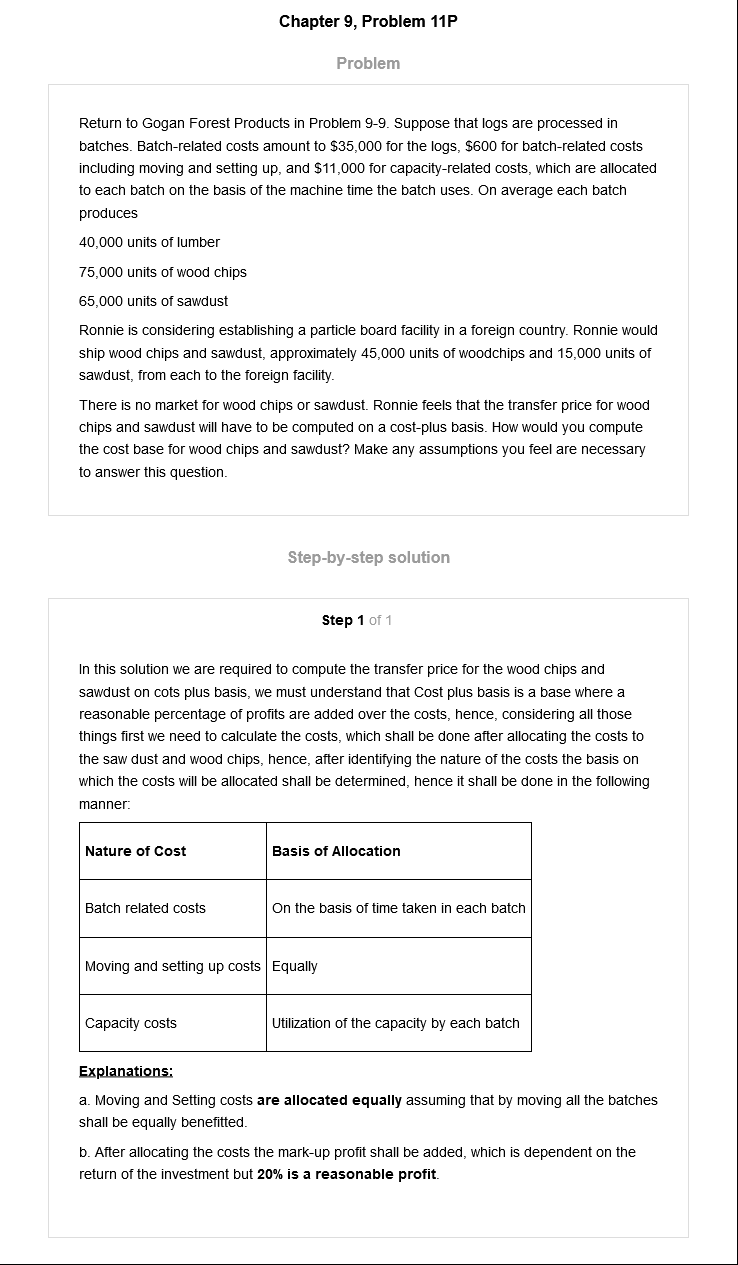 Chapter 9, Problem 11P
Problem
Return to Gogan Forest Products in Problem 9-9. Suppose that logs are processed in
batches. Batch-related costs amount to $35,000 for the logs, $600 for batch-related costs
including moving and setting up, and $11,000 for capacity-related costs, which are allocated
to each batch on the basis of the machine time the batch uses. On average each batch
produces
40,000 units of lumber
75,000 units of wood chips
65,000 units of sawdust
Ronnie is considering establishing a particle board facility in a foreign country. Ronnie would
ship wood chips and sawdust, approximately 45,000 units of woodchips and 15,000 units of
sawdust, from each to the foreign facility.
There is no market for wood chips or sawdust. Ronnie feels that the transfer price for wood
chips and sawdust will have to be computed on a cost-plus basis. How would you compute
the cost base for wood chips and sawdust? Make any assumptions you feel are necessary
to answer this question.
Step-by-step solution
Step 1 of 1
In this solution we are required to compute the transfer price for the wood chips and
sawdust on cots plus basis, we must understand that Cost plus basis is a base where a
reasonable percentage of profits are added over the costs, hence, considering all those
things first we need to calculate the costs, which shall be done after allocating the costs to
the saw dust and wood chips, hence, after identifying the nature of the costs the basis on
which the costs will be allocated shall be determined, hence it shall be done in the following
manner:
Nature of Cost Basis of Allocation
Batch related costs On the basis of time taken in each batch
Moving and setting up costs Equally
Capacity costs Utilization of the capacity by each batch
Explanations:
a. Moving and Setting costs are allocated equally assuming that by moving all the batches
shall be equally benefitted.
b. After allocating the costs the mark-up profit shall be added, which is dependent on the
return of the investment but 20% is a reasonable profit.